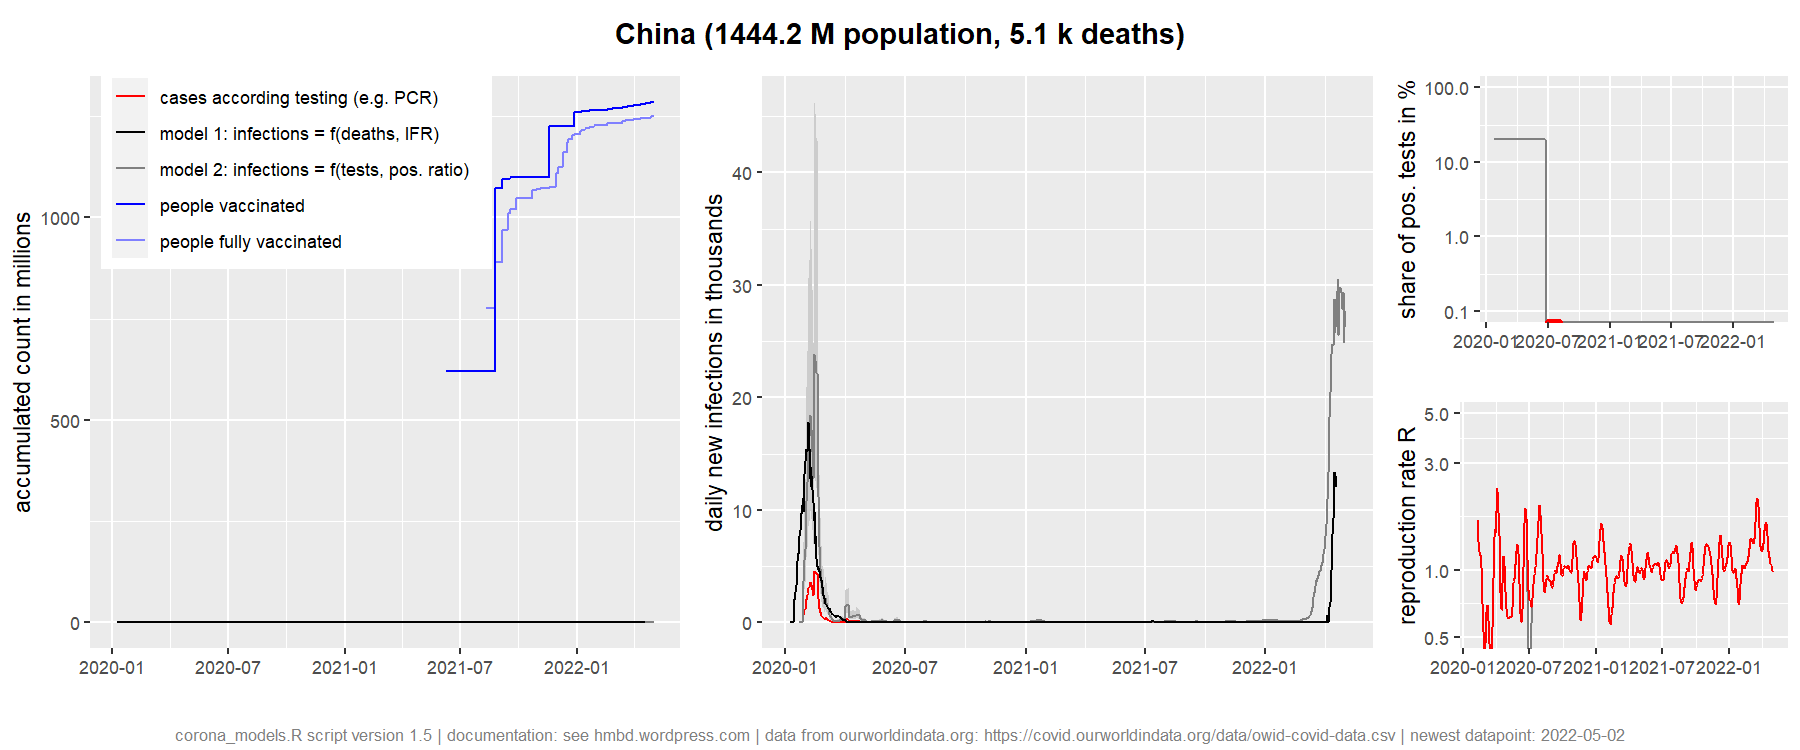 China (1444.2 M population, 5.1 k deaths)
accumulated count in millions
1000
500
0
cases according testing (e.g. PCR)
model 1: infections = f(deaths, IFR)
model 2: infections = f(tests, pos. ratio)
people vaccinated
people fully vaccinated
2020-01 2020-07 2021-01 2021-07 2022-01
daily new infections in thousands
40
30
20
10
0
2020-01 2020-07 2021-01 2021-07 2022-01
share of pos. tests in %
100.0
10.0
1.0
0.1
2020-01 2020-07 2021-01 2021-07 2022-01
reproduction rate R
5.0
3.0
1.0
0.5
2020-01 2020-07 2021-01 2021-07 2022-01
corona_models.R script version 1.5 | documentation: see hmbd.wordpress.com | data from ourworldindata.org: https://covid.ourworldindata.org/data/owid-covid-data.csv | newest datapoint: 2022-05-02